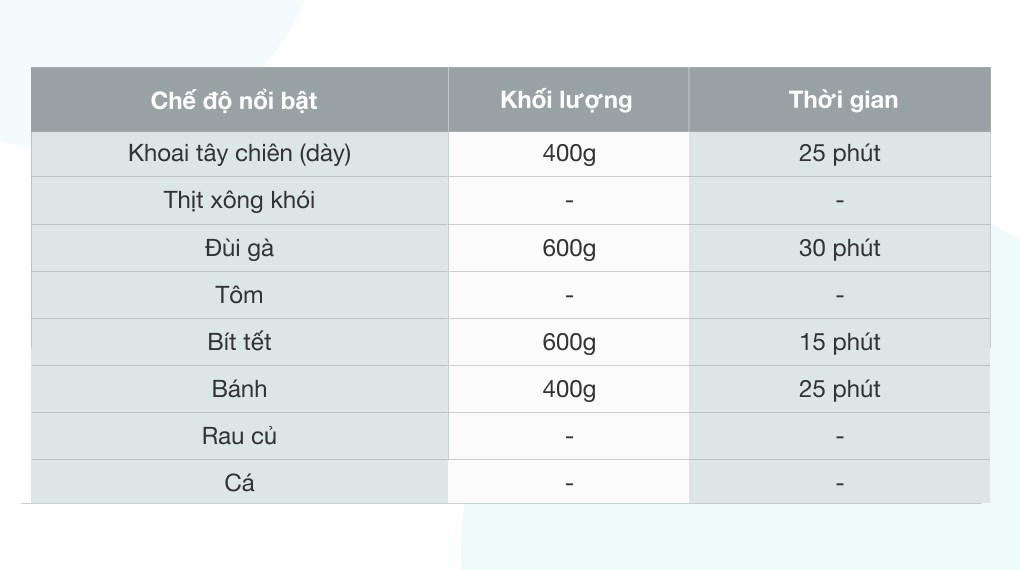 Chế độ nổi bật Khối lượng Thời gian
Khoai tây chiên (dày) 400g 25 phút
Thịt xông khói - -
Đùi gà 600g 30 phút
Tôm - -
Bít tết 600g 15 phút
Bánh 400g 25 phút
Rau củ - -
Cá - -